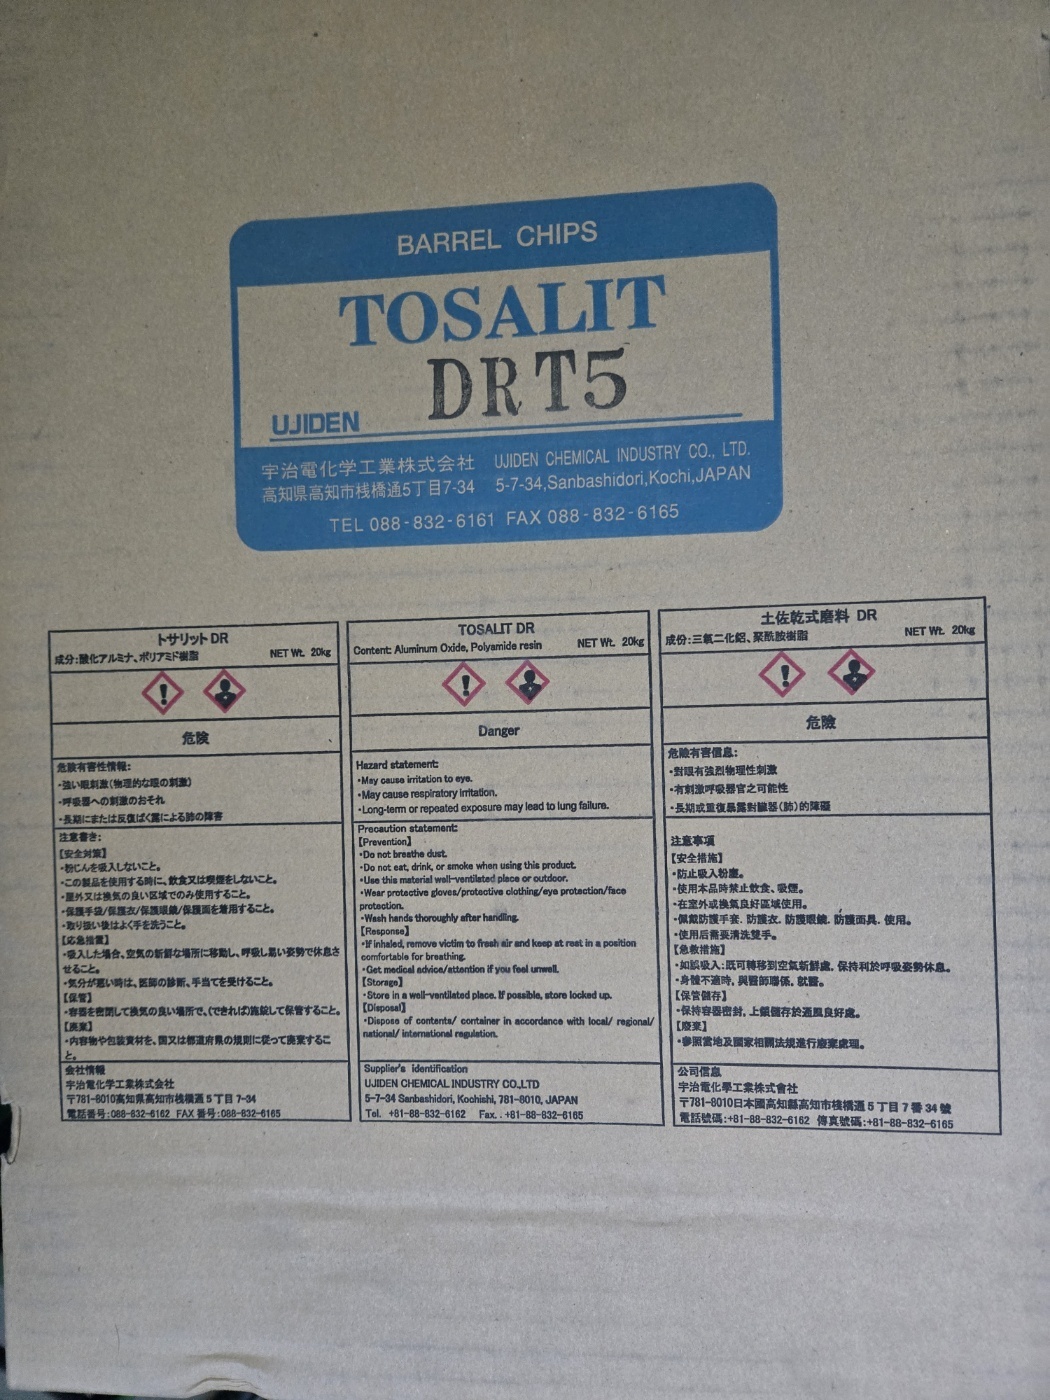 BARREL CHIPS
TOSALIT
DRT5
UJIDEN
宇治電化学工業株式会社 UJIDEN CHEMICAL INDUSTRY CO., LTD.
高知県高知市桟橋通5丁目7-34 5-7-34,Sanbashidori,Kochi,JAPAN
TEL 088-832-6161 FAX 088-832-6165
トサリット DR
成分:酸化アルミナ、ポリアミド樹脂 NET Wt. 20kg
危険
危険有害性情報:
・強い眼刺激(物理的な理の刺激)
・呼吸器への刺激のおそれ
・長期にまたは反復ばく露による肺の障害
注意書き:
【安全対策】
・粉じんを吸入しないこと。
・この製品を使用する時に、飲食又は喫煙をしないこと。
・屋外又は換気の良い区域でのみ使用すること。
・保護手袋/保護衣/保護眼鏡/保護面を着用すること。
・取り扱い後はよく手を洗うこと。
【応急措置】
・吸入した場合、空気の新鮮な場所に移動し、呼吸し易い姿勢で休息さ
せること。
・気分が悪い時は、医師の診断、手当てを受けること。
【保管】
・容器を密閉して換気の良い場所で、(できれば)施錠して保管すること。
【廃棄】
・内容物や包装資材を、国又は都道府県の規則に従って廃棄するこ
と。
会社情報
宇治電化学工業株式会社
〒781-8010高知県高知市桟橋通 5 丁目 7-34
電話番号:088-832-6162 FAX 番号:088-832-6165
TOSALIT DR
Content: Aluminum Oxide, Polyamide resin NET Wt. 20kg
Danger
Hazard statement:
・May cause irritation to eye.
・May cause respiratory irritation.
・Long-term or repeated exposure may lead to lung failure.
Precaution statement:
【Prevention】
・Do not breathe dust.
・Do not eat, drink, or smoke when using this product.
・Use this material well-ventilated place or outdoor.
・Wear protective gloves/protective clothing/eye protection/face
protection.
・Wash hands thoroughly after handling.
【Response】
・If inhaled, remove victim to fresh air and keep at rest in a position
comfortable for breathing.
・Get medical advice/attention if you feel unwell.
【Storage】
・Store in a well-ventilated place. If possible, store locked up.
【Disposal】
・Dispose of contents/ container in accordance with local/ regional/
national/ international regulation.
Supplier's identification
UJIDEN CHEMICAL INDUSTRY CO.,LTD
5-7-34 Sanbashidori, Kochishi, 781-8010, JAPAN
Tel. +81-88-832-6162 Fax. : +81-88-832-6165
土佐乾式磨料 DR
成份:三氧二化鋁、聚酰胺樹脂 NET Wt. 20kg
危險
危險有害信息:
・對眼有強烈物理性刺激
・有刺激呼吸器官之可能性
・長期或重復暴露對臟器(肺)的障礙
注意事項
【安全措施】
・防止吸入粉塵。
・使用本品時禁止飲食、吸煙。
・在室外或換氣良好區域使用。
・佩戴防護手套. 防護衣. 防護眼鏡. 防護面具. 使用。
・使用后需要清洗雙手。
【急救措施】
・如誤吸入:既可轉移到空氣新鮮處. 保持利於呼吸姿勢休息.
・身體不適時, 與醫師聯係. 就醫。
【保管儲存】
・保持容器密封, 上鎖儲存於通風良好處.
【廢棄】
・參照當地及國家相關法規進行廢棄處理。
公司信息
宇治電化學工業株式會社
〒781-8010日本國高知縣高知市棧橋通 5 丁目 7 番 34 號
電話號碼:+81-88-832-6162 傳真號碼:+81-88-832-6165